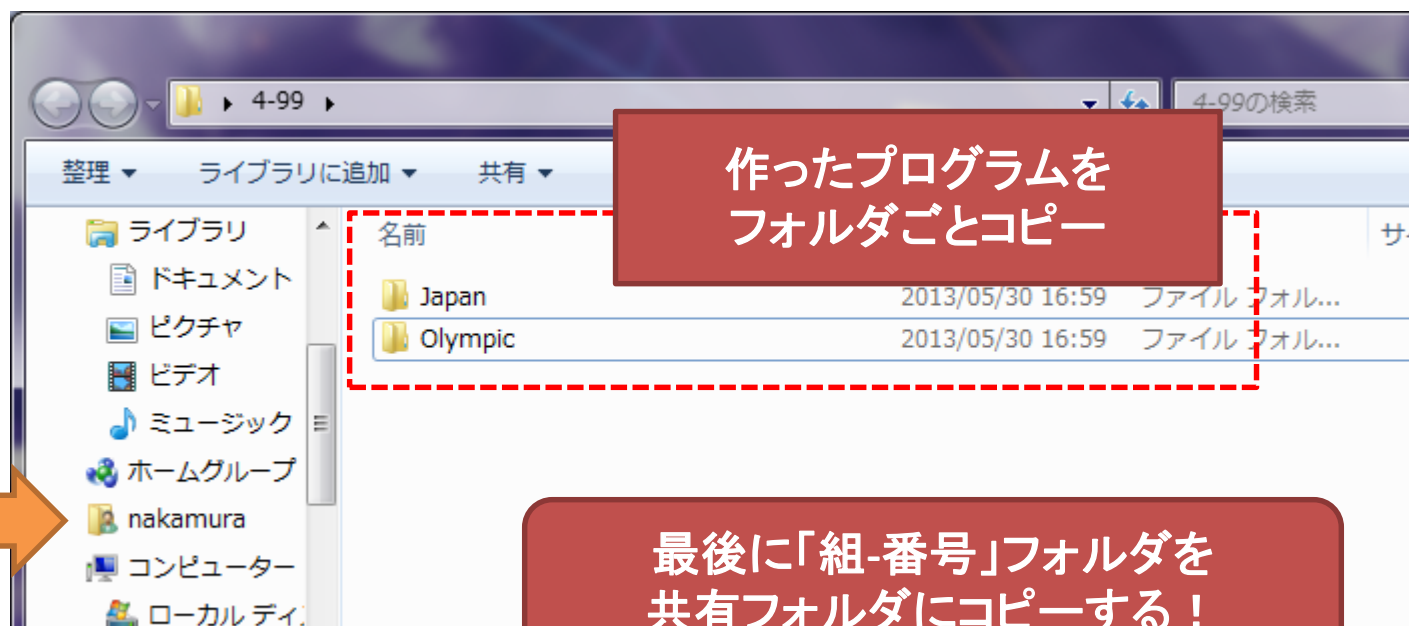 4-99
4-99の検索
整理 ライブラリに追加 共有
作ったプログラムを
フォルダごとコピー
名前
Japan 2013/05/30 16:59 ファイル フォル...
Olympic 2013/05/30 16:59 ファイル フォル...
ライブラリ
ドキュメント
ピクチャ
ビデオ
ミュージック
ホームグループ
nakamura
コンピューター
ローカル ディ
最後に「組-番号」フォルダを
共有フォルダにコピーする！